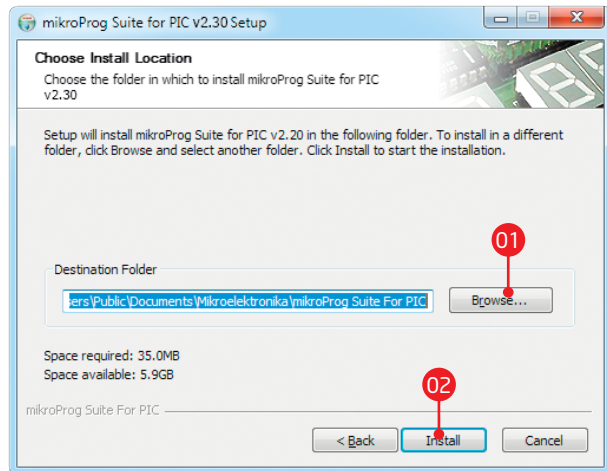 mikroProg Suite for PIC v2.30 Setup
Choose Install Location
Choose the folder in which to install mikroProg Suite for PIC
v2.30
Setup will install mikroProg Suite for PIC v2.20 in the following folder. To install in a different
folder, click Browse and select another folder. Click Install to start the installation.
01
Destination Folder
ers\Public\Documents\Mikroelektronika\mikroProg Suite For PIC
Browse...
Space required: 35.0MB
Space available: 5.9GB
02
mikroProg Suite For PIC
< Back
Install
Cancel